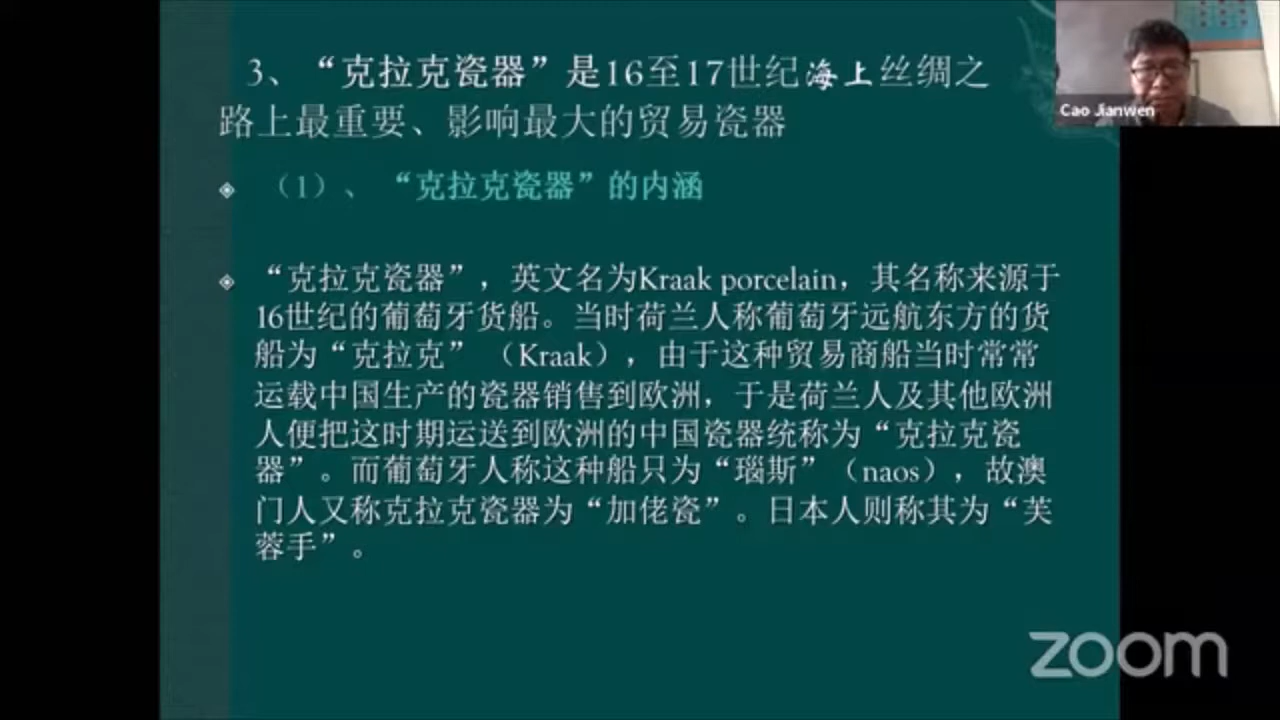 3、“克拉克瓷器”是16至17世纪海上丝绸之
路上最重要、影响最大的贸易瓷器
（1）、“克拉克瓷器”的内涵
“克拉克瓷器”，英文名为Kraak porcelain，其名称来源于
16世纪的葡萄牙货船。当时荷兰人称葡萄牙远航东方的货
船为“克拉克”（Kraak），由于这种贸易商船当时常常
运载中国生产的瓷器销售到欧洲，于是荷兰人及其他欧洲
人便把这时期运送到欧洲的中国瓷器统称为“克拉克瓷
器”。而葡萄牙人称这种船只为“瑙斯”（naos），故澳
门人又称克拉克瓷器为“加佬瓷”。日本人则称其为“芙
蓉手”。
Cao Jianwen
zoom